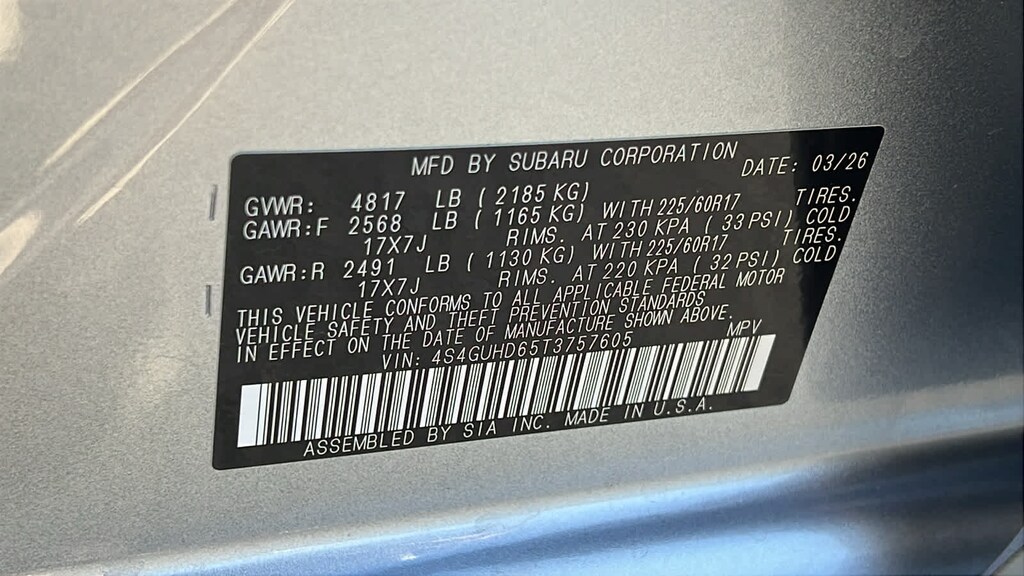 MFD BY SUBARU CORPORATION DATE: 03/26
GVWR: 4817 LB ( 2185 KG)
GAWR:F 2568 LB ( 1165 KG) WITH 225/60R17 TIRES.
17X7J RIMS. AT 230 KPA ( 33 PSI) COLD
GAWR:R 2491 LB ( 1130 KG) WITH 225/60R17 TIRES.
17X7J RIMS. AT 220 KPA ( 32 PSI) COLD
THIS VEHICLE CONFORMS TO ALL APPLICABLE FEDERAL MOTOR
VEHICLE SAFETY AND THEFT PREVENTION STANDARDS
IN EFFECT ON THE DATE OF MANUFACTURE SHOWN ABOVE.
VIN: 4S4GUHD65T3757605 MPV
ASSEMBLED BY SIA INC. MADE IN U.S.A.